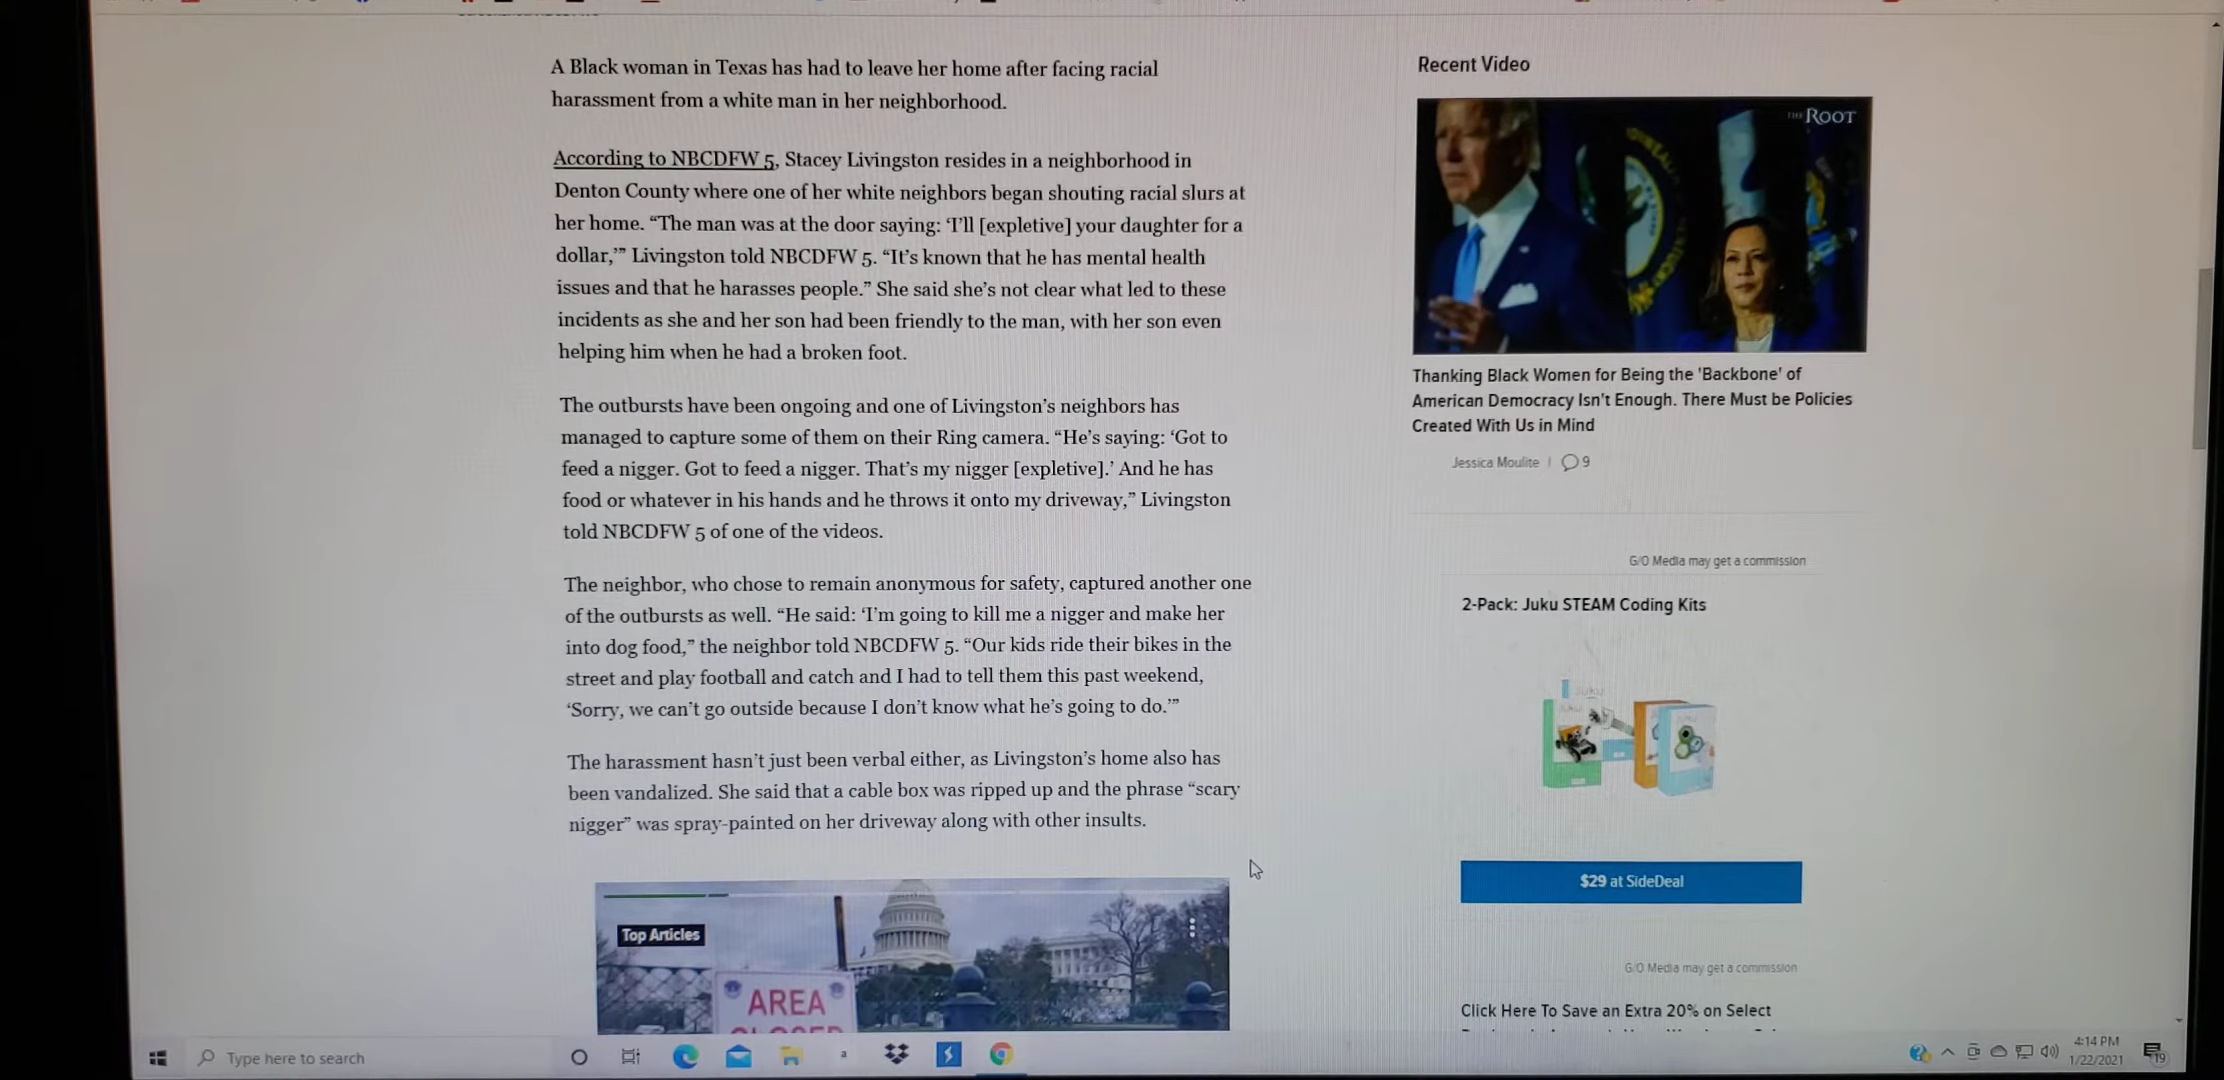 A Black woman in Texas has had to leave her home after facing racial
harassment from a white man in her neighborhood.
According to NBCDFW 5, Stacey Livingston resides in a neighborhood in
Denton County where one of her white neighbors began shouting racial slurs at
her home. “The man was at the door saying: ‘I’ll [expletive] your daughter for a
dollar,’” Livingston told NBCDFW 5. “It’s known that he has mental health
issues and that he harasses people.” She said she’s not clear what led to these
incidents as she and her son had been friendly to the man, with her son even
helping him when he had a broken foot.
The outbursts have been ongoing and one of Livingston’s neighbors has
managed to capture some of them on their Ring camera. “He’s saying: ‘Got to
feed a nigger. Got to feed a nigger. That’s my nigger [expletive].’ And he has
food or whatever in his hands and he throws it onto my driveway,” Livingston
told NBCDFW 5 of one of the videos.
The neighbor, who chose to remain anonymous for safety, captured another one
of the outbursts as well. “He said: ‘I’m going to kill me a nigger and make her
into dog food,” the neighbor told NBCDFW 5. “Our kids ride their bikes in the
street and play football and catch and I had to tell them this past weekend,
‘Sorry, we can’t go outside because I don’t know what he’s going to do.’”
The harassment hasn’t just been verbal either, as Livingston’s home also has
been vandalized. She said that a cable box was ripped up and the phrase “scary
nigger” was spray-painted on her driveway along with other insults.
Top Articles
AREA
CLOSED
Recent Video
THE ROOT
Thanking Black Women for Being the 'Backbone' of
American Democracy Isn't Enough. There Must be Policies
Created With Us in Mind
Jessica Moulite | 9
G/O Media may get a commission
2-Pack: Juku STEAM Coding Kits
$29 at SideDeal
G/O Media may get a commission
Click Here To Save an Extra 20% on Select
Type here to search
a
4:14 PM
1/22/2021
19